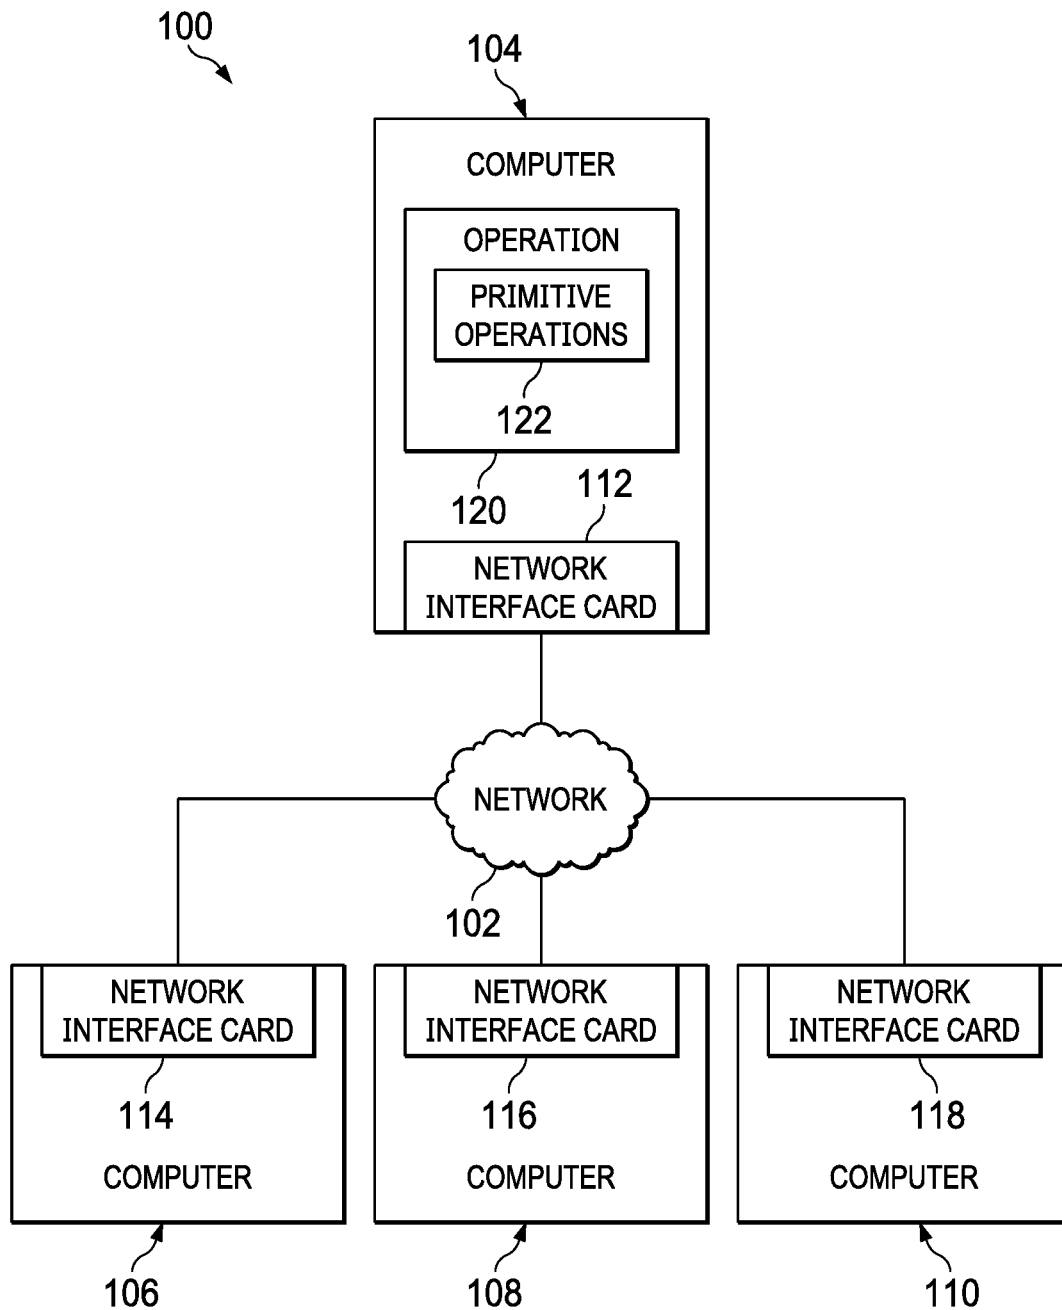 100
104
COMPUTER
OPERATION
PRIMITIVE
OPERATIONS
122
120
112
NETWORK
INTERFACE CARD
NETWORK
102
NETWORK
INTERFACE CARD
114
COMPUTER
106
NETWORK
INTERFACE CARD
116
COMPUTER
108
NETWORK
INTERFACE CARD
118
COMPUTER
110